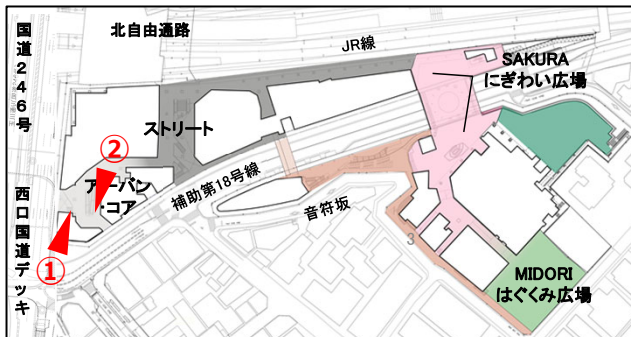 国道246号
北自由通路
JR線
SAKURA
にぎわい広場
ストリート
②
アーバン
・コア
補助第18号線
音符坂
西口国道デッキ
①
3
MIDORI
はぐくみ広場